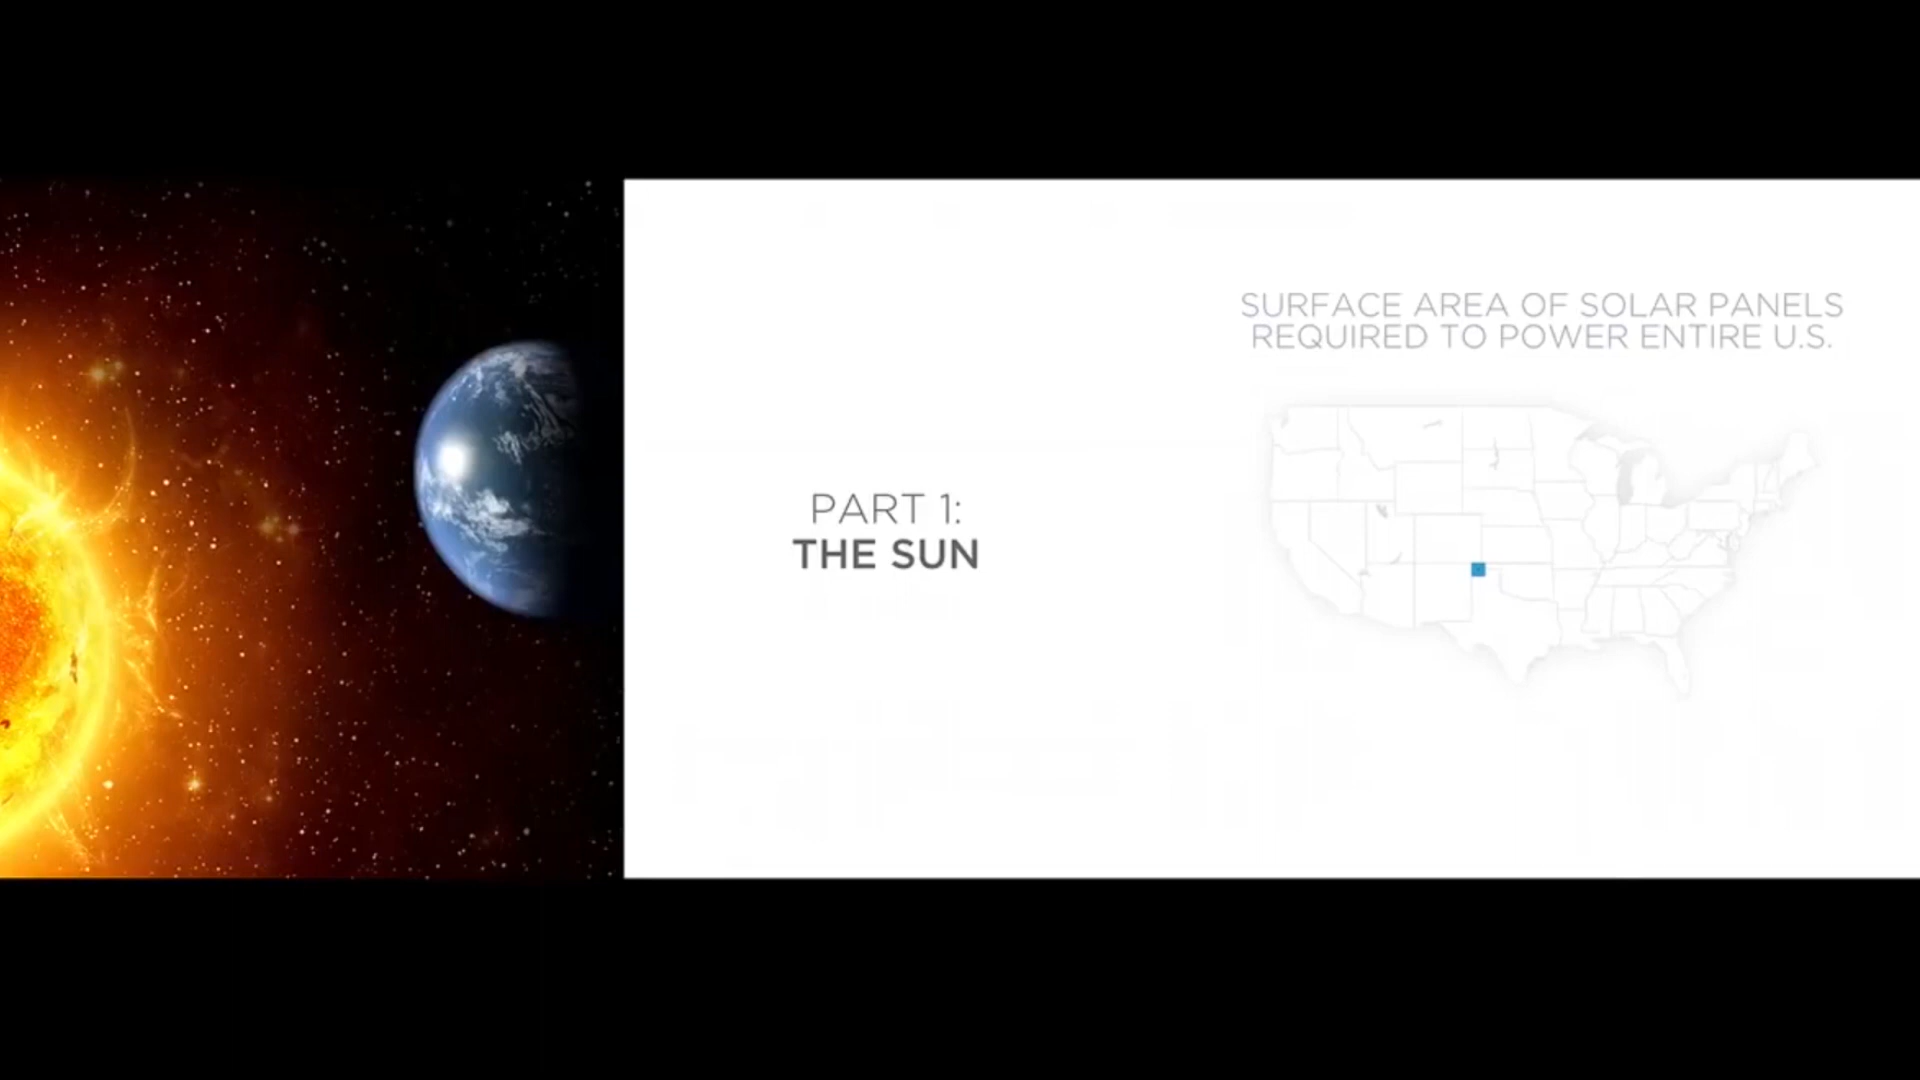 PART 1:
THE SUN
SURFACE AREA OF SOLAR PANELS
REQUIRED TO POWER ENTIRE U.S.